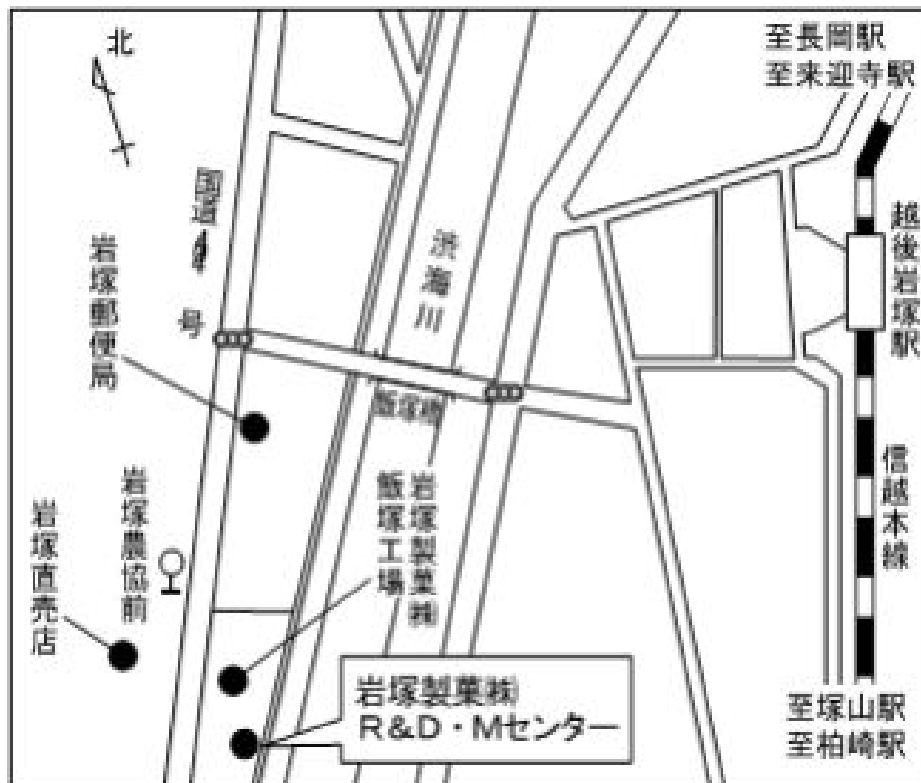 北
至長岡駅
至来迎寺駅
国道
号
岩塚郵便局
渋海川
越後岩塚駅
飯塚橋
信越本線
岩塚製菓㈱
飯塚工場
岩塚農協前
岩塚直売店
岩塚製菓㈱
R&D・Mセンター
至塚山駅
至柏崎駅